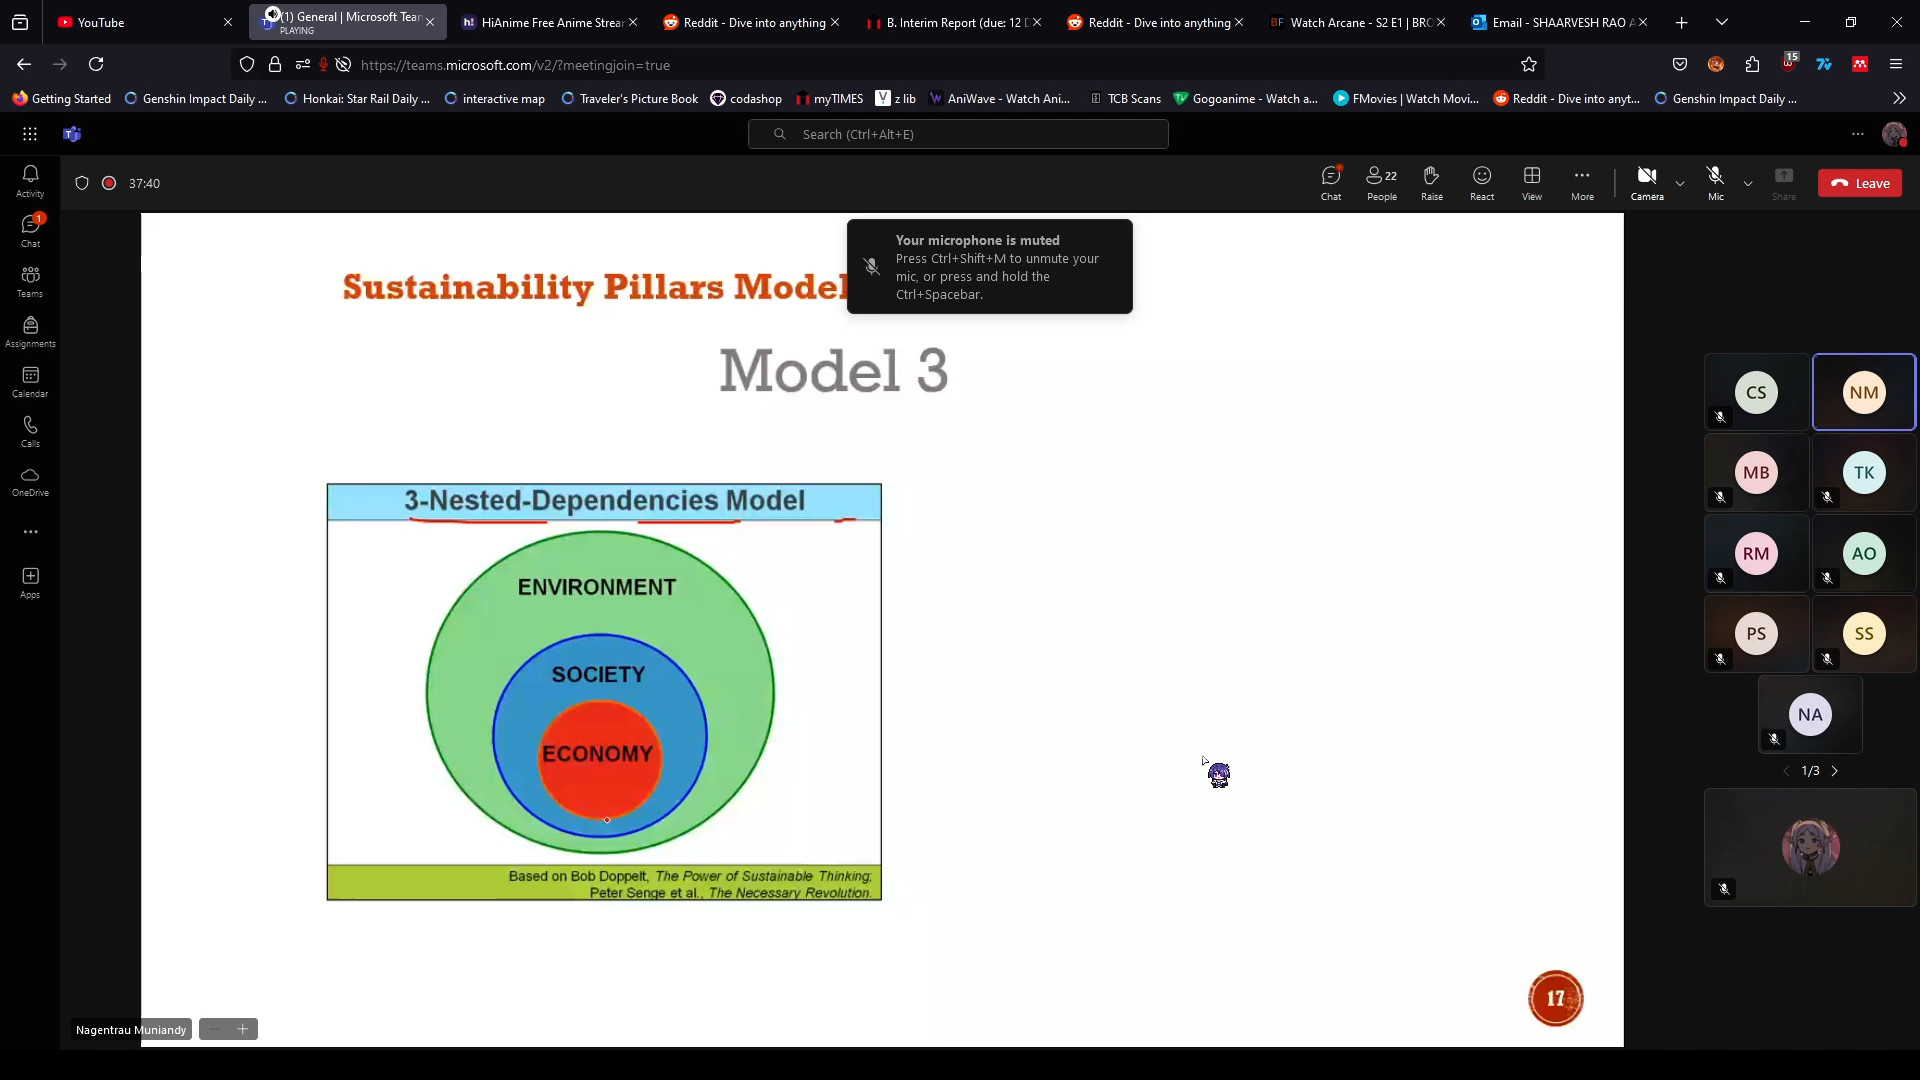 YouTube
(1) General | Microsoft Team
PLAYING
HiAnime Free Anime Strear
Reddit - Dive into anything
B. Interim Report (due: 12 D
Reddit - Dive into anything
Watch Arcane - S2 E1 | BRO
Email - SHAARVESH RAO A
https://teams.microsoft.com/v2/?meetingjoin=true
15
Getting Started
Genshin Impact Daily ...
Honkai: Star Rail Daily ...
interactive map
Traveler's Picture Book
codashop
myTIMES
z lib
AniWave - Watch Ani...
TCB Scans
Gogoanime - Watch a...
FMovies | Watch Movi...
Reddit - Dive into anyt...
Genshin Impact Daily ...
Search (Ctrl+Alt+E)
37:40
Chat
22
People
Raise
React
View
More
Camera
Mic
Share
Leave
Activity
1
Chat
Teams
Assignments
Calendar
Calls
OneDrive
Apps
Your microphone is muted
Press Ctrl+Shift+M to unmute your
mic, or press and hold the
Ctrl+Spacebar.
Sustainability Pillars Model
Model 3
3-Nested-Dependencies Model
ENVIRONMENT
SOCIETY
ECONOMY
Based on Bob Doppelt, The Power of Sustainable Thinking;
Peter Senge et al., The Necessary Revolution.
17
Nagentrau Muniandy
CS
NM
MB
TK
RM
AO
PS
SS
NA
1/3